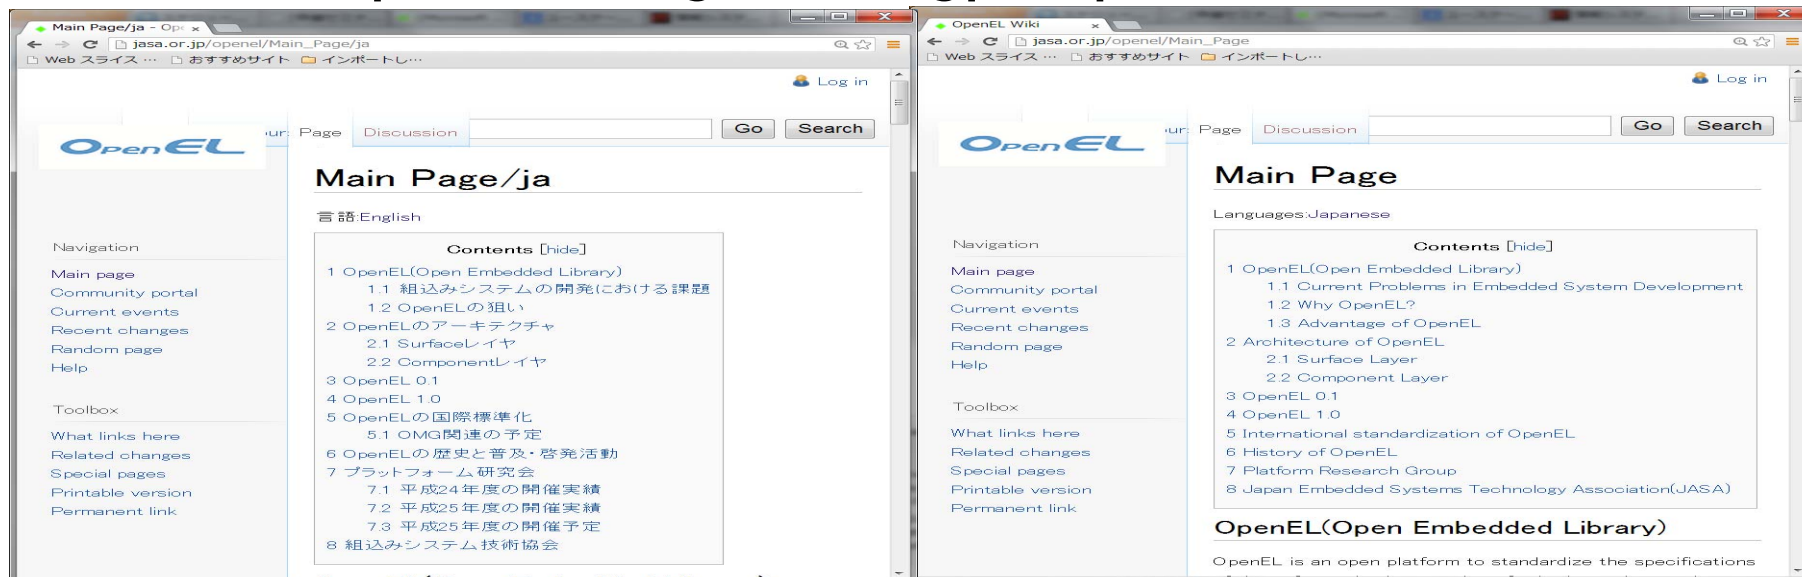 Main Page/ja - Op
jasa.or.jp/openel/Main_Page/ja
Web スライス … おすすめサイト インポートし…
Log in
OpenEL
Page Discussion Go Search
Main Page/ja
言語:English
Navigation
Main page
Community portal
Current events
Recent changes
Random page
Help
Toolbox
What links here
Related changes
Special pages
Printable version
Permanent link
Contents [hide]
1 OpenEL(Open Embedded Library)
1.1 組込みシステムの開発における課題
1.2 OpenELの狙い
2 OpenELのアーキテクチャ
2.1 Surfaceレイヤ
2.2 Componentレイヤ
3 OpenEL 0.1
4 OpenEL 1.0
5 OpenELの国際標準化
5.1 OMG関連の予定
6 OpenELの歴史と普及・啓発活動
7 プラットフォーム研究会
7.1 平成24年度の開催実績
7.2 平成25年度の開催実績
7.3 平成25年度の開催予定
8 組込みシステム技術協会
OpenEL Wiki
jasa.or.jp/openel/Main_Page
Web スライス … おすすめサイト インポートし…
Log in
OpenEL
Page Discussion Go Search
Main Page
Languages:Japanese
Navigation
Main page
Community portal
Current events
Recent changes
Random page
Help
Toolbox
What links here
Related changes
Special pages
Printable version
Permanent link
Contents [hide]
1 OpenEL(Open Embedded Library)
1.1 Current Problems in Embedded System Development
1.2 Why OpenEL?
1.3 Advantage of OpenEL
2 Architecture of OpenEL
2.1 Surface Layer
2.2 Component Layer
3 OpenEL 0.1
4 OpenEL 1.0
5 International standardization of OpenEL
6 History of OpenEL
7 Platform Research Group
8 Japan Embedded Systems Technology Association(JASA)
OpenEL(Open Embedded Library)
OpenEL is an open platform to standardize the specifications